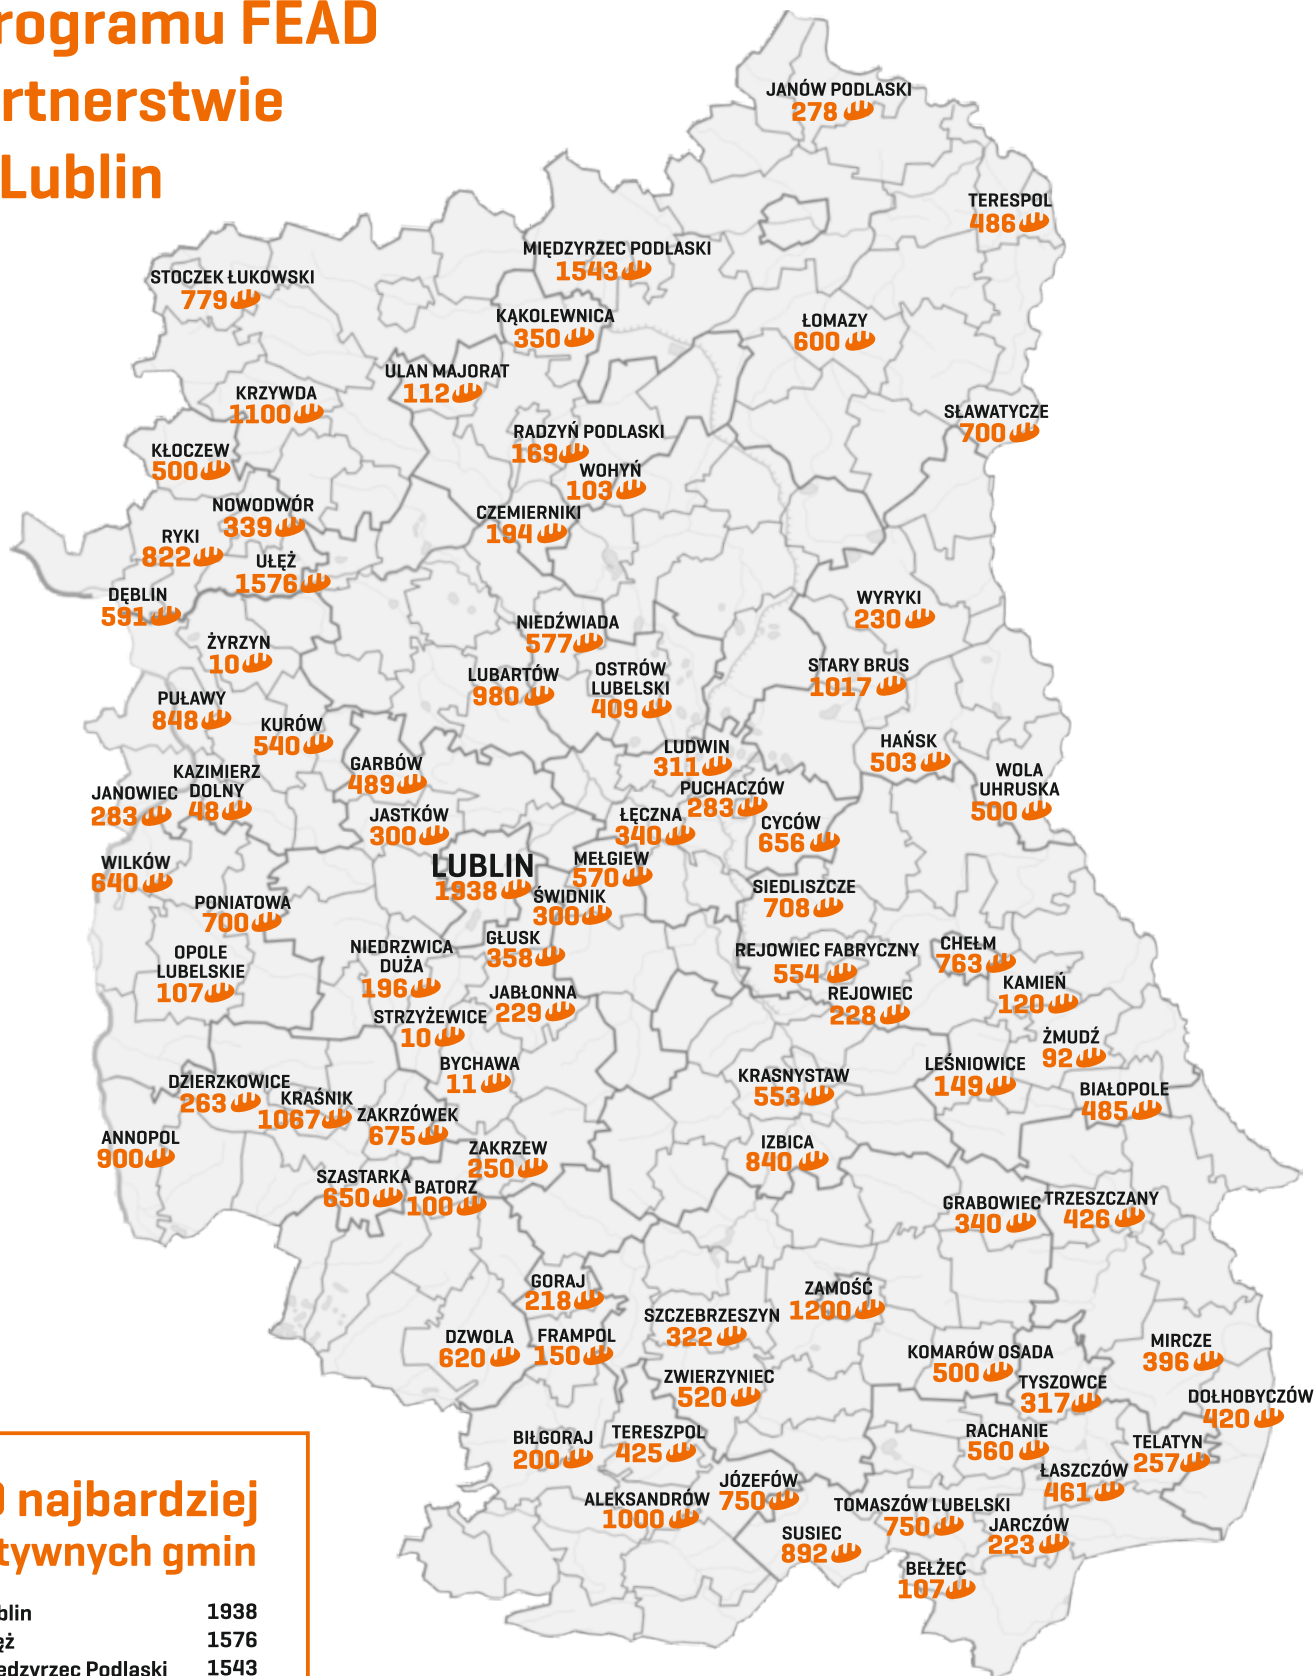 rogramu FEAD
rtnerstwie
Lublin
JANÓW PODLASKI
278
TERESPOL
486
MIĘDZYRZEC PODLASKI
1543
STOCZEK ŁUKOWSKI
779
KĄKOLEWNICA
350
ŁOMAZY
600
ULAN MAJORAT
112
KRZYWDA
1100
SŁAWATYCZE
700
RADZYŃ PODLASKI
169
KŁOCZEW
500
WOHYŃ
103
NOWODWÓR
339
CZEMIERNIKI
194
RYKI
822
UŁĘŻ
1576
DĘBLIN
591
WYRYKI
230
NIEDŹWIADA
577
ŻYRZYN
10
STARY BRUS
1017
LUBARTÓW
980
OSTRÓW
LUBELSKI
409
PUŁAWY
848
KURÓW
540
HAŃSK
503
LUDWIN
311
GARBÓW
489
WOLA
UHRUSKA
500
KAZIMIERZ
DOLNY
48
JANOWIEC
283
PUCHACZÓW
283
JASTKÓW
300
ŁĘCZNA
340
CYCÓW
656
LUBLIN
1938
MEŁGIEW
570
WILKÓW
640
SIEDLISZCZE
708
ŚWIDNIK
300
PONIATOWA
700
GŁUSK
358
NIEDRZWICA
DUŻA
196
OPOLE
LUBELSKIE
107
REJOWIEC FABRYCZNY
554
CHEŁM
763
KAMIEŃ
120
JABŁONNA
229
REJOWIEC
228
STRZYŻEWICE
10
ŻMUDŹ
92
BYCHAWA
11
LEŚNIOWICE
149
KRASNYSTAW
553
DZIERZKOWICE
263
BIAŁOPOLE
485
KRAŚNIK
1067
ZAKRZÓWEK
675
ANNOPOL
900
IZBICA
840
ZAKRZEW
250
SZASTARKA
650
BATORZ
100
GRABOWIEC
340
TRZESZCZANY
426
GORAJ
218
ZAMOŚĆ
1200
SZCZEBRZESZYN
322
DZWOLA
620
FRAMPOL
150
MIRCZE
396
KOMARÓW OSADA
500
ZWIERZYNIEC
520
TYSZOWCE
317
DOŁHOBYCZÓW
420
RACHANIE
560
TERESZPOL
425
BIŁGORAJ
200
TELATYN
257
ŁASZCZÓW
461
JÓZEFÓW
750
ALEKSANDRÓW
1000
TOMASZÓW LUBELSKI
750
JARCZÓW
223
SUSIEC
892
BEŁŻEC
107
najbardziej
tywnych gmin
blin 1938
ęż 1576
ędzyrzec Podlaski 1543